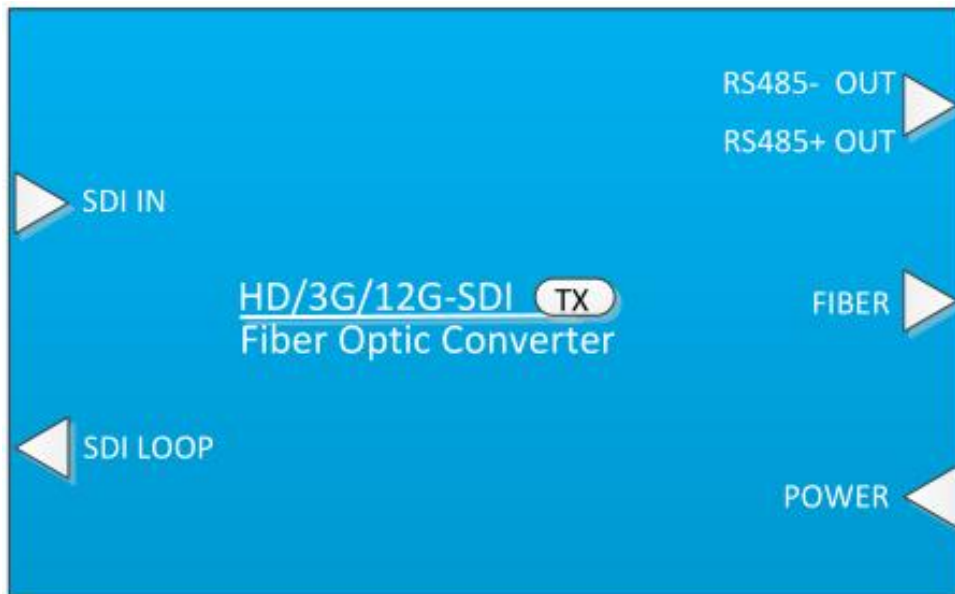 RS485- OUT
RS485+ OUT
SDI IN
HD/3G/12G-SDI TX
Fiber Optic Converter
FIBER
SDI LOOP
POWER